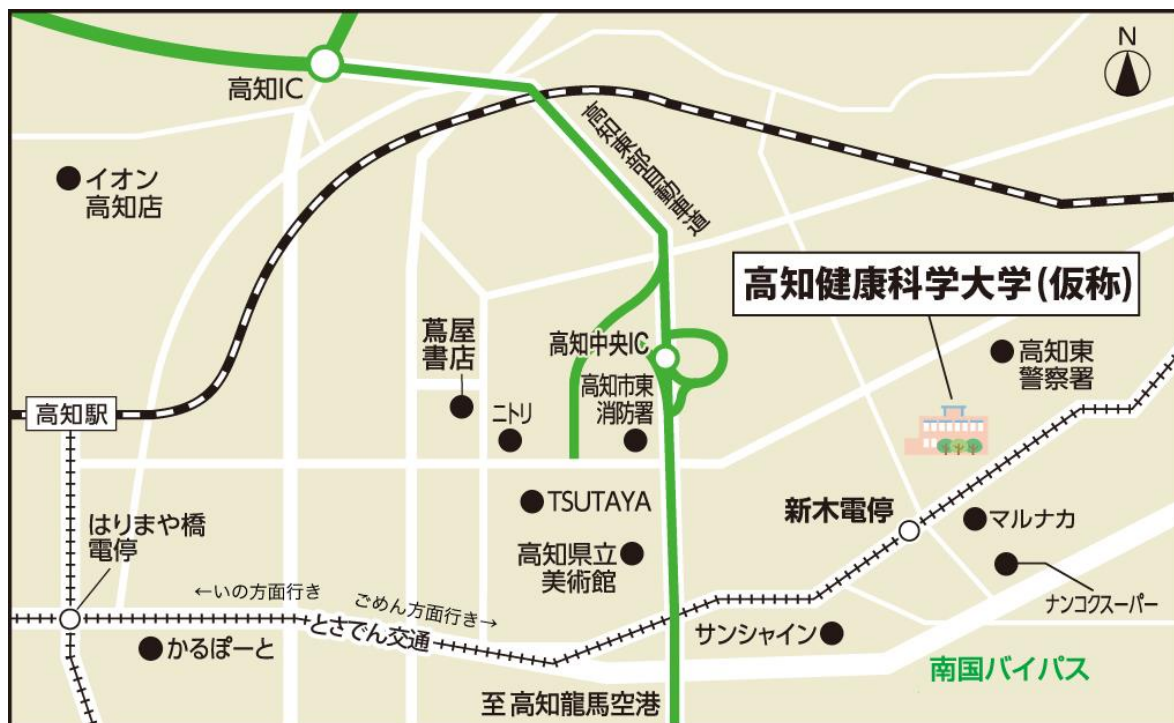 N
高知IC
高知東部自動車道
イオン
高知店
高知健康科学大学(仮称)
蔦屋
書店
高知中央IC
高知東
警察署
高知市東
消防署
ニトリ
高知駅
TSUTAYA
新木電停
マルナカ
はりまや橋
電停
高知県立
美術館
←いの方面行き
ごめん方面行き→
ナンコクスーパー
とさでん交通
サンシャイン
かるぽーと
南国バイパス
至高知龍馬空港